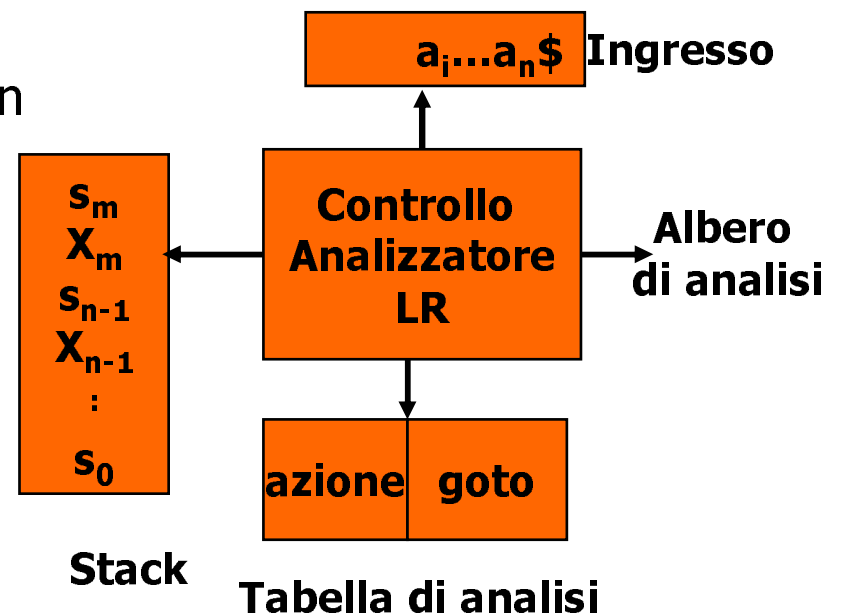 aᵢ...aₙ$ Ingresso
n
sₘ
Xₘ
sₙ₋₁
Xₙ₋₁
:
s₀
Stack
Controllo
Analizzatore
LR
Albero
di analisi
azione goto
Tabella di analisi